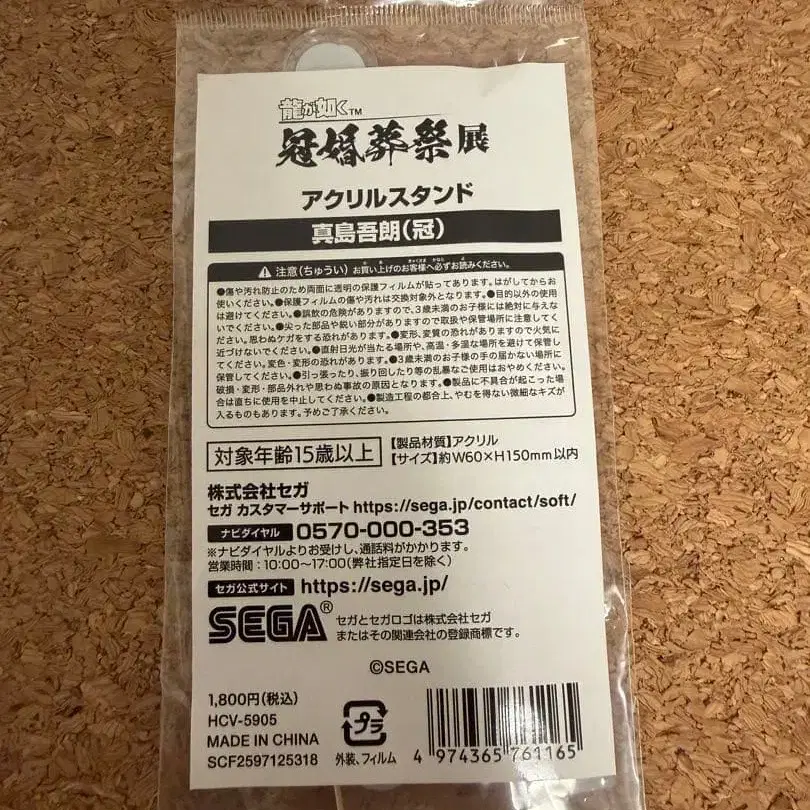 龍が如く™
冠婚葬祭展
アクリルスタンド
真島吾朗(冠)
注意(ちゅうい) お買い上げのお客様へ必ずお読みください。
●傷や汚れ防止のため両面に透明の保護フィルムが貼ってあります。はがしてからお
使いください。●保護フィルムの傷や汚れは交換対象外となります。●目的以外の使用
は避けてください。●誤飲の危険がありますので、3歳未満のお子様には絶対に与えな
いでください。●尖った部品や鋭い部分がありますので取扱や保管場所に注意してく
ださい。思わぬケガをする恐れがあります。●変形、変質の恐れがありますので火気に
近づけないでください。●直射日光が当たる場所や、高温・多湿な場所を避けて保管し
てください。変色・変形の恐れがあります。●3歳未満のお子様の手の届かない場所に
保管してください。●引っ張ったり、振り回したり等の乱暴なご使用はおやめください。
破損・変形・部品外れや思わぬ事故の原因となります。●製品に不具合が起こった場
合は直ちに使用を中止してください。●製造工程の都合上、やむを得ない微細なキズが
入るものもあります。予めご了承ください。
対象年齢15歳以上
【製品材質】アクリル
【サイズ】約W60×H150mm以内
株式会社セガ
セガ カスタマーサポート https://sega.jp/contact/soft/
ナビダイヤル 0570-000-353
※ナビダイヤルよりお受けし、通話料がかかります。
営業時間:10:00~17:00(弊社指定日を除く)
セガ公式サイト https://sega.jp/
SEGA®
セガとセガロゴは株式会社セガ
またはその関連会社の登録商標です。
©SEGA
1,800円(税込)
HCV-5905
MADE IN CHINA
SCF2597125318
プラ
外装、フィルム
4 974365 761165